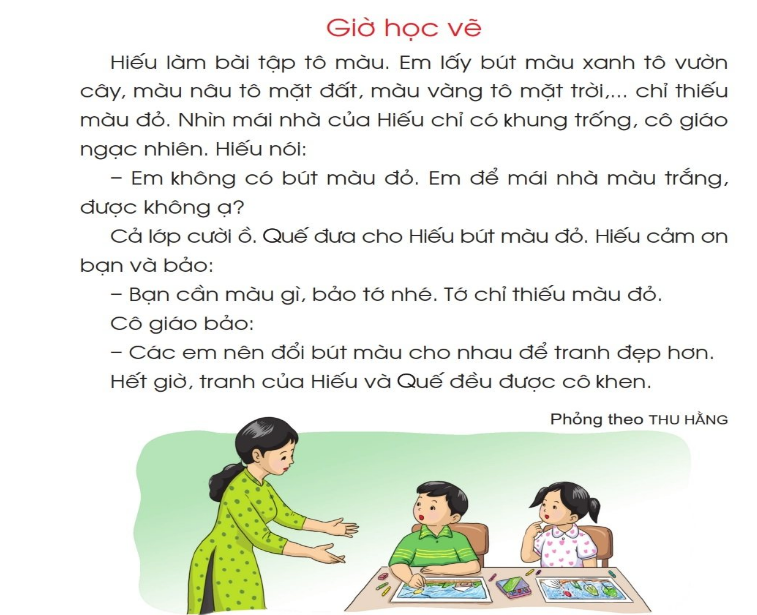 Giờ học vẽ
Hiếu làm bài tập tô màu. Em lấy bút màu xanh tô vườn
cây, màu nâu tô mặt đất, màu vàng tô mặt trời,... chỉ thiếu
màu đỏ. Nhìn mái nhà của Hiếu chỉ có khung trống, cô giáo
ngạc nhiên. Hiếu nói:
– Em không có bút màu đỏ. Em để mái nhà màu trắng,
được không ạ?
Cả lớp cười ồ. Quế đưa cho Hiếu bút màu đỏ. Hiếu cảm ơn
bạn và bảo:
– Bạn cần màu gì, bảo tớ nhé. Tớ chỉ thiếu màu đỏ.
Cô giáo bảo:
– Các em nên đổi bút màu cho nhau để tranh đẹp hơn.
Hết giờ, tranh của Hiếu và Quế đều được cô khen.
Phỏng theo THU HẰNG